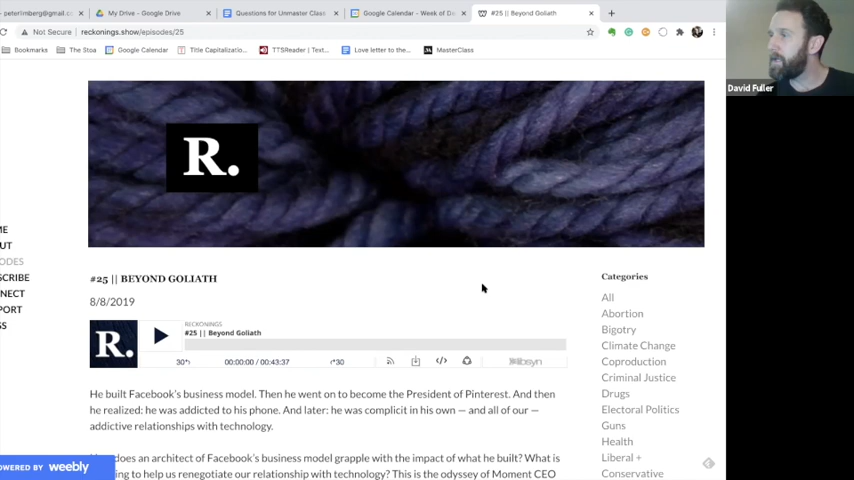 peterlimberg@gmail.c
My Drive - Google Drive
Questions for Unmaster Class
Google Calendar - Week of De
#25 || Beyond Goliath
Not Secure | reckonings.show/episodes/25
Bookmarks
The Stoa
Google Calendar
Title Capitalization
TTSReader | Text...
Love letter to the...
MasterClass
David Fuller
R.
ME
UT
ODES
SCRIBE
NECT
PORT
GS
#25 || BEYOND GOLIATH
8/8/2019
R.
RECKONINGS
#25 || Beyond Goliath
30
00:00:00 / 00:43:37
30
libsyn
He built Facebook's business model. Then he went on to become the President of Pinterest. And then
he realized: he was addicted to his phone. And later: he was complicit in his own — and all of our —
addictive relationships with technology.
does an architect of Facebook's business model grapple with the impact of what he built? What is
ing to help us renegotiate our relationship with technology? This is the odyssey of Moment CEO
Categories
All
Abortion
Bigotry
Climate Change
Coproduction
Criminal Justice
Drugs
Electoral Politics
Guns
Health
Liberal +
Conservative
OWERED BY weebly